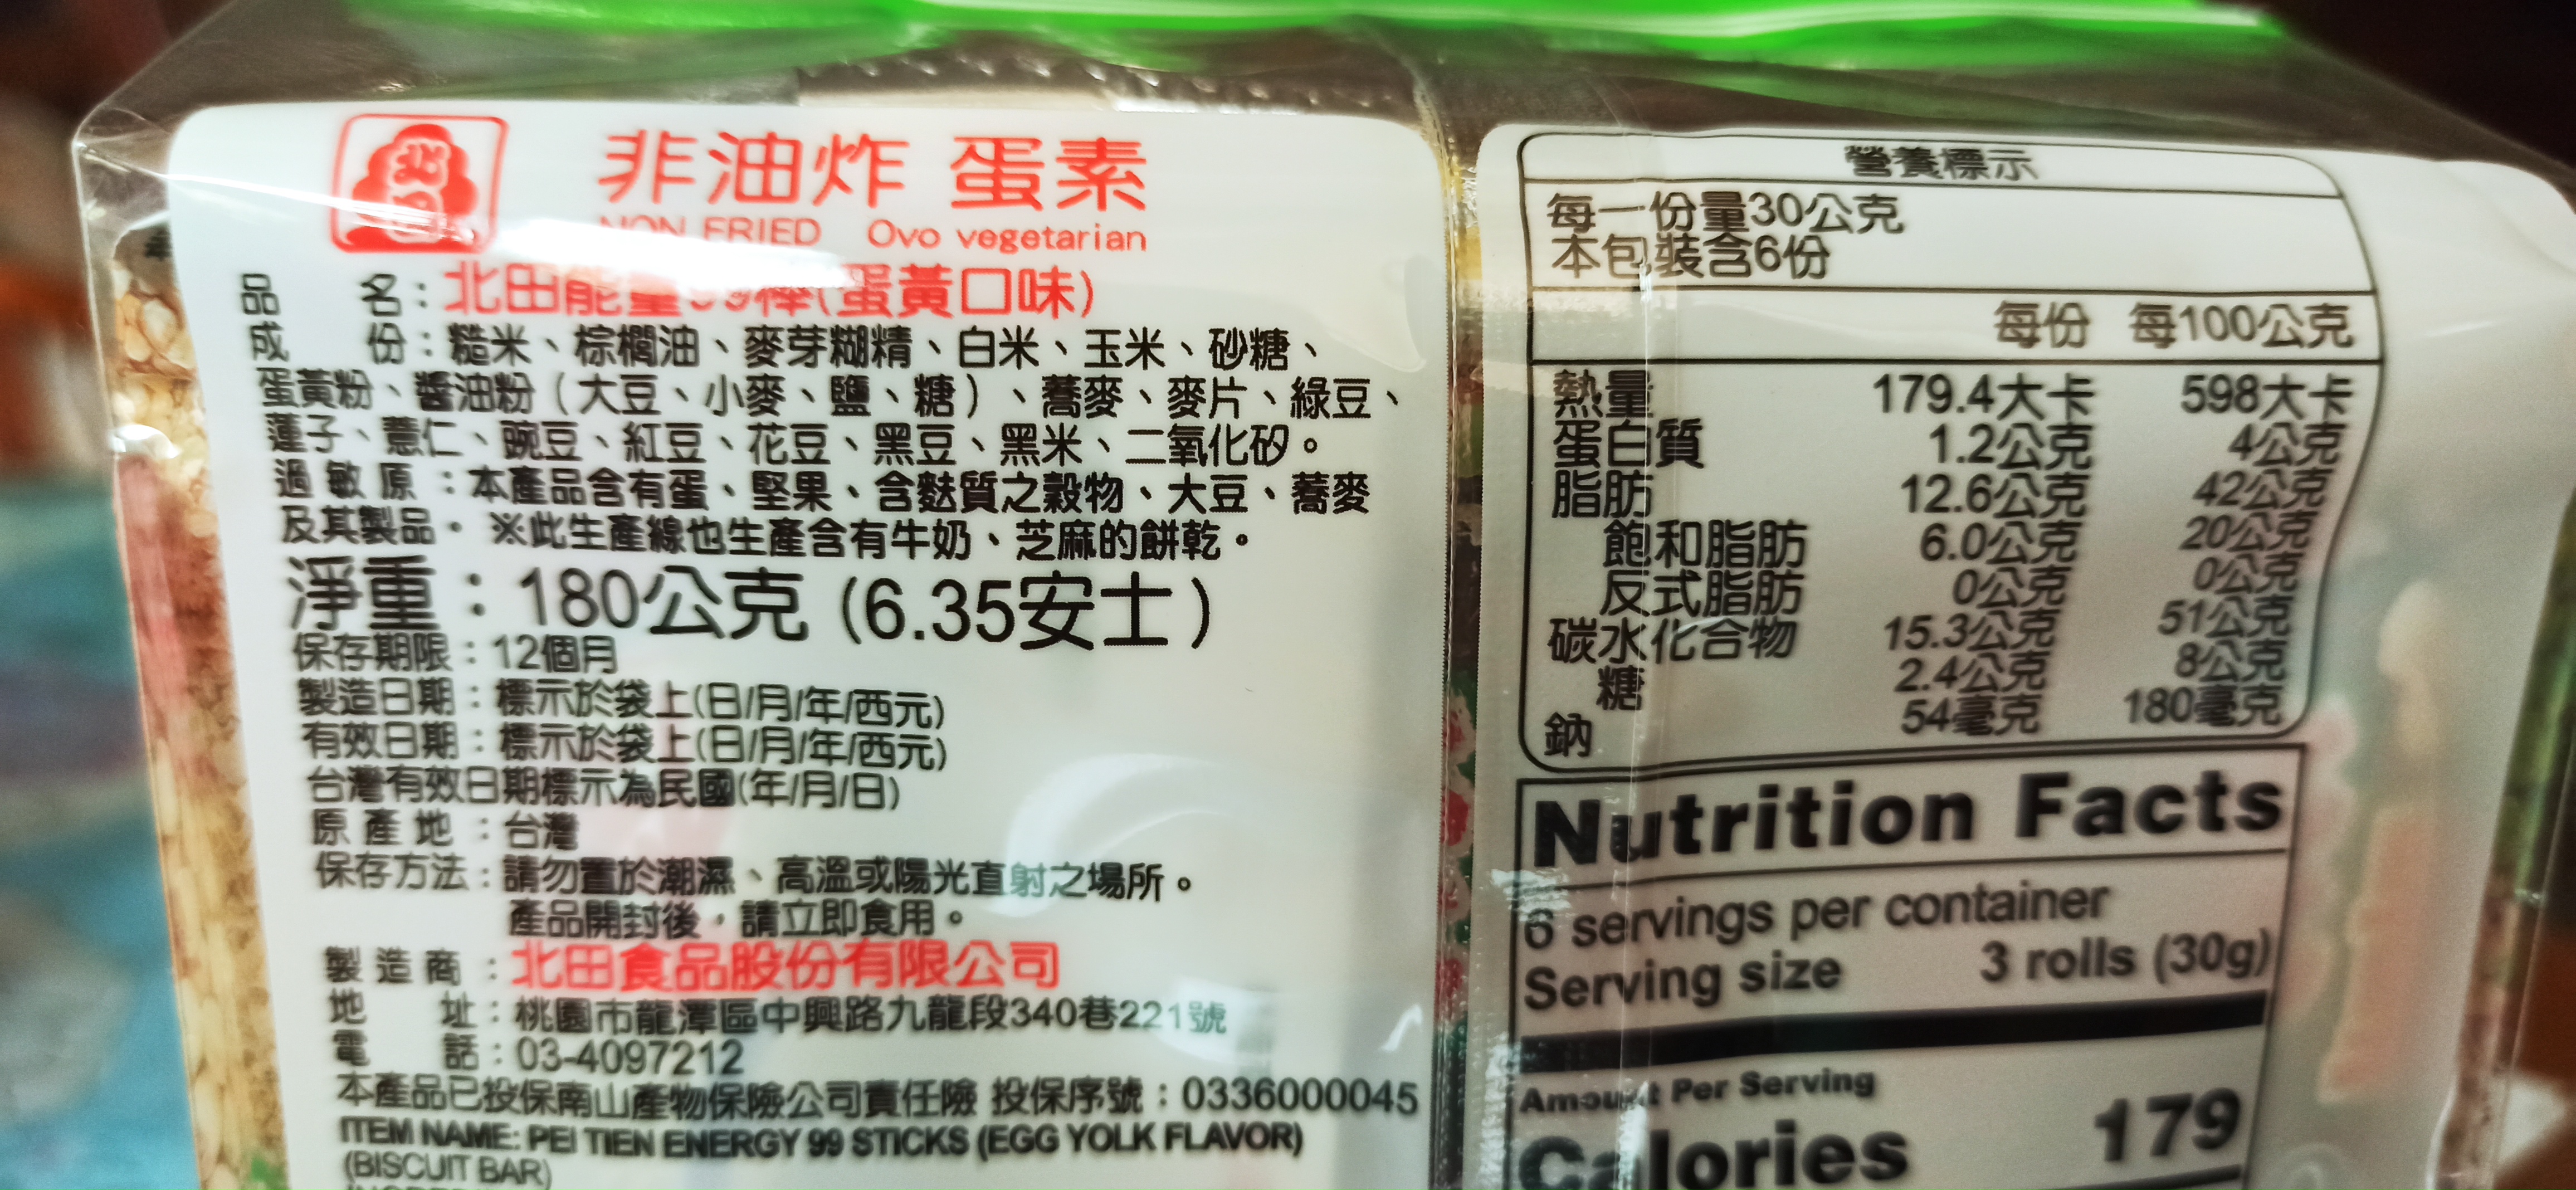 北田
非油炸 蛋素
NON FRIED Ovo vegetarian
品 名：北田能量99棒(蛋黃口味)
成 份：糙米、棕櫚油、麥芽糊精、白米、玉米、砂糖、
蛋黃粉、醬油粉（大豆、小麥、鹽、糖）、蕎麥、麥片、綠豆、
蓮子、薏仁、豌豆、紅豆、花豆、黑豆、黑米、二氧化矽。
過敏原：本產品含有蛋、堅果、含麩質之穀物、大豆、蕎麥
及其製品。※此生產線也生產含有牛奶、芝麻的餅乾。
淨重：180公克 (6.35安士)
保存期限：12個月
製造日期：標示於袋上(日/月/年/西元)
有效日期：標示於袋上(日/月/年/西元)
台灣有效日期標示為民國(年/月/日)
原產地：台灣
保存方法：請勿置於潮濕、高溫或陽光直射之場所。
產品開封後，請立即食用。
製造商：北田食品股份有限公司
地 址：桃園市龍潭區中興路九龍段340巷221號
電 話：03-4097212
本產品已投保南山產物保險公司責任險 投保序號：0336000045
ITEM NAME: PEI TIEN ENERGY 99 STICKS (EGG YOLK FLAVOR)
(BISCUIT BAR)
營養標示
每一份量30公克
本包裝含6份
每份 每100公克
熱量 179.4大卡 598大卡
蛋白質 1.2公克 4公克
脂肪 12.6公克 42公克
飽和脂肪 6.0公克 20公克
反式脂肪 0公克 0公克
碳水化合物 15.3公克 51公克
糖 2.4公克 8公克
鈉 54毫克 180毫克
Nutrition Facts
6 servings per container
Serving size 3 rolls (30g)
Amount Per Serving
Calories 179